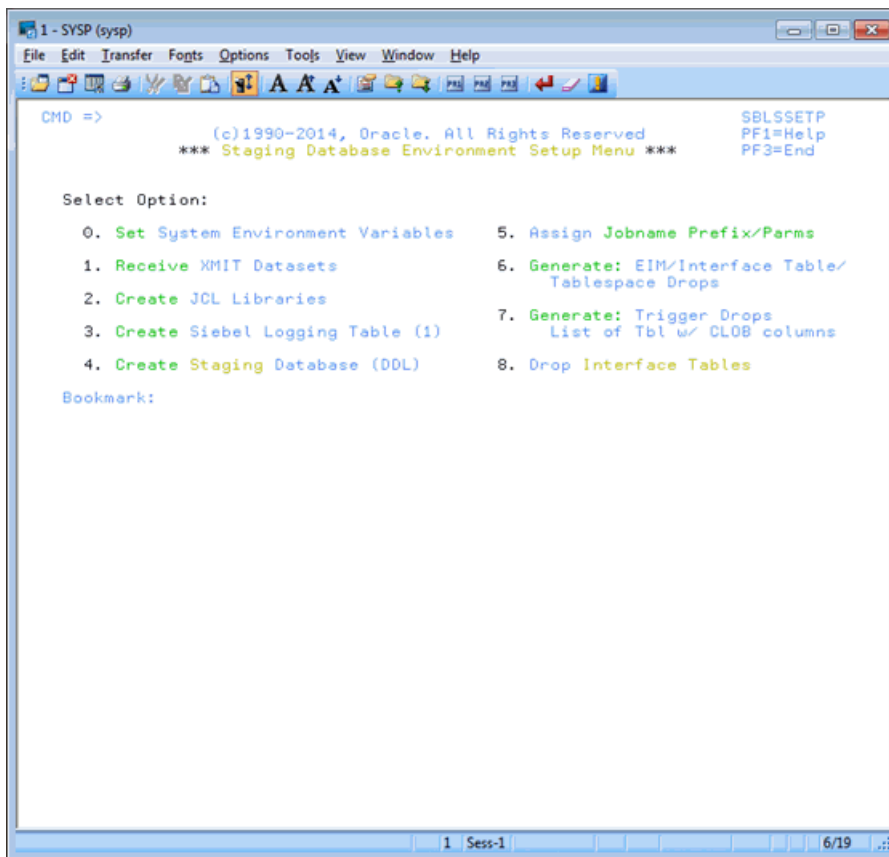 1 - SYSP (sysp)
File Edit Transfer Fonts Options Tools View Window Help
CMD => SBLSSETP
(c)1990-2014, Oracle. All Rights Reserved PF1=Help
*** Staging Database Environment Setup Menu *** PF3=End
Select Option:
0. Set System Environment Variables
1. Receive XMIT Datasets
2. Create JCL Libraries
3. Create Siebel Logging Table (1)
4. Create Staging Database (DDL)
5. Assign Jobname Prefix/Parms
6. Generate: EIM/Interface Table/
Tablespace Drops
7. Generate: Trigger Drops
List of Tbl w/ CLOB columns
8. Drop Interface Tables
Bookmark:
1 Sess-1 6/19